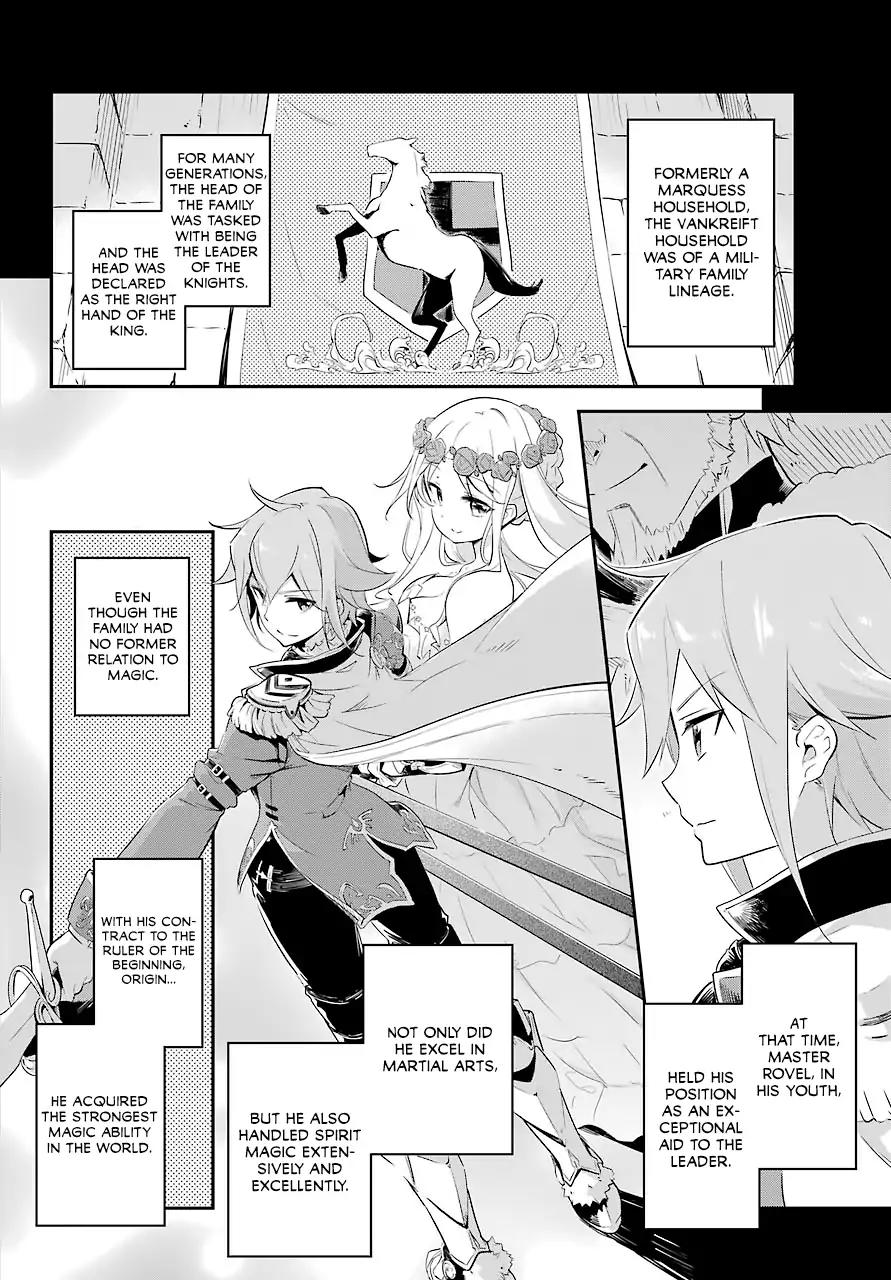 FORMERLY A
MARQUESS
HOUSEHOLD,
THE VANKREIFT
HOUSEHOLD
WAS OF A MILI-
TARY FAMILY
LINEAGE.
FOR MANY
GENERATIONS,
THE HEAD OF
THE FAMILY
WAS TASKED
WITH BEING
THE LEADER
OF THE
KNIGHTS.
AND THE
HEAD WAS
DECLARED
AS THE RIGHT
HAND OF THE
KING.
AT
THAT TIME,
MASTER
ROVEL, IN
HIS YOUTH,
HELD HIS
POSITION
AS AN EX-
CEPTIONAL
AID TO THE
LEADER.
NOT ONLY DID
HE EXCEL IN
MARTIAL ARTS,
BUT HE ALSO
HANDLED SPIRIT
MAGIC EXTEN-
SIVELY AND
EXCELLENTLY.
EVEN
THOUGH THE
FAMILY HAD
NO FORMER
RELATION TO
MAGIC.
WITH HIS CON-
TRACT TO THE
RULER OF THE
BEGINNING,
ORIGIN...
HE ACQUIRED
THE STRONGEST
MAGIC ABILITY
IN THE WORLD.